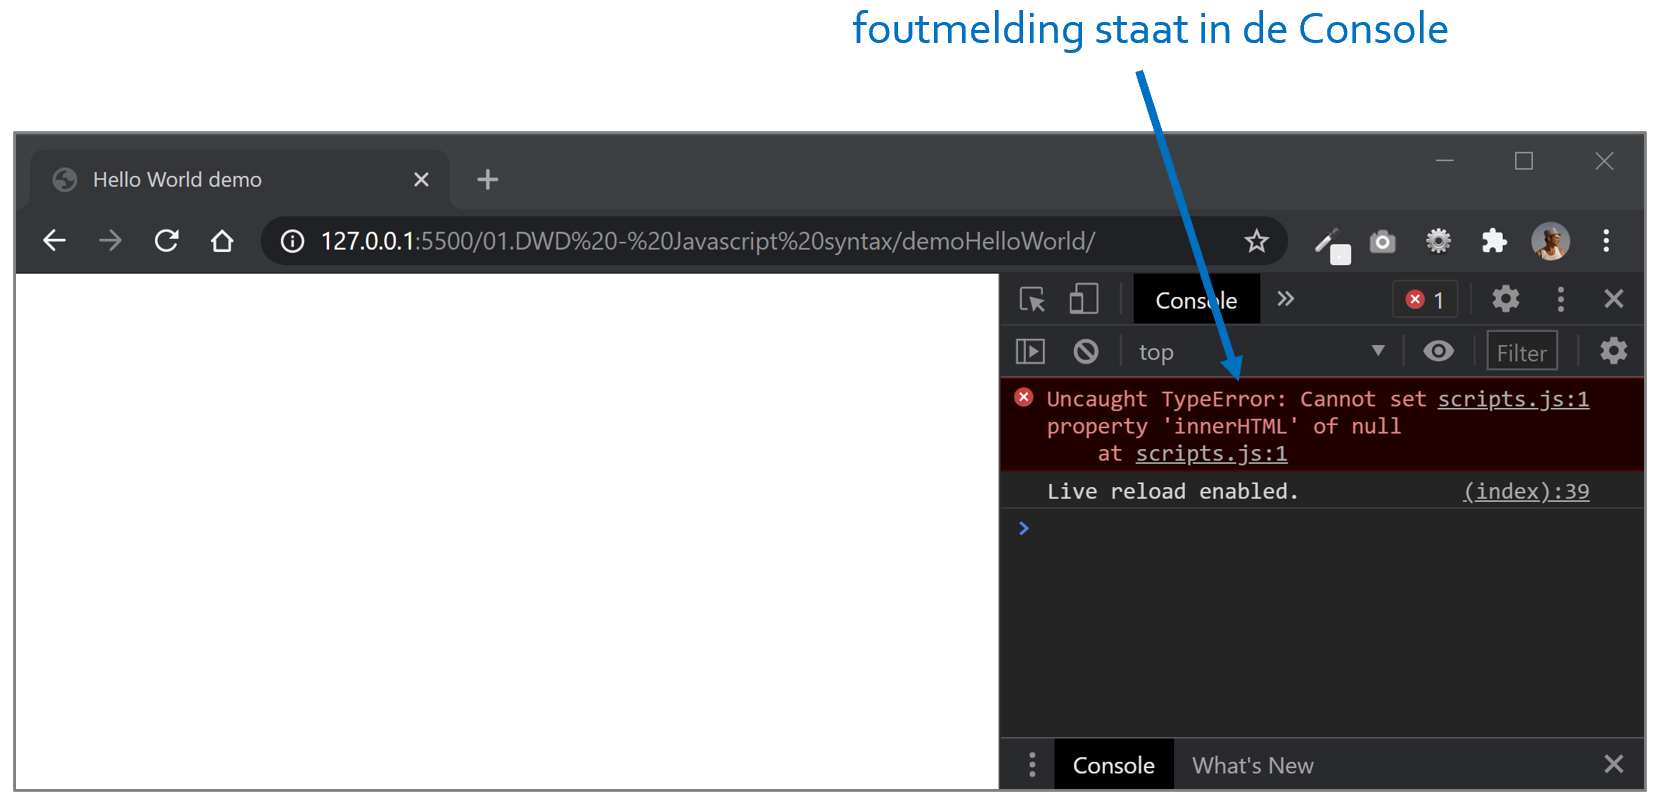 foutmelding staat in de Console
Hello World demo
127.0.0.1:5500/01.DWD%20-%20Javascript%20syntax/demoHelloWorld/
Console
1
top
Filter
Uncaught TypeError: Cannot set scripts.js:1
property 'innerHTML' of null
at scripts.js:1
Live reload enabled. (index):39
Console What's New